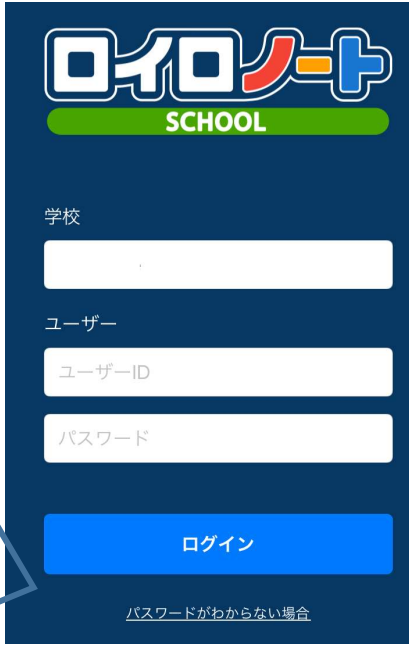 ロイロノート
SCHOOL
学校
ユーザー
ユーザーID
パスワード
ログイン
パスワードがわからない場合